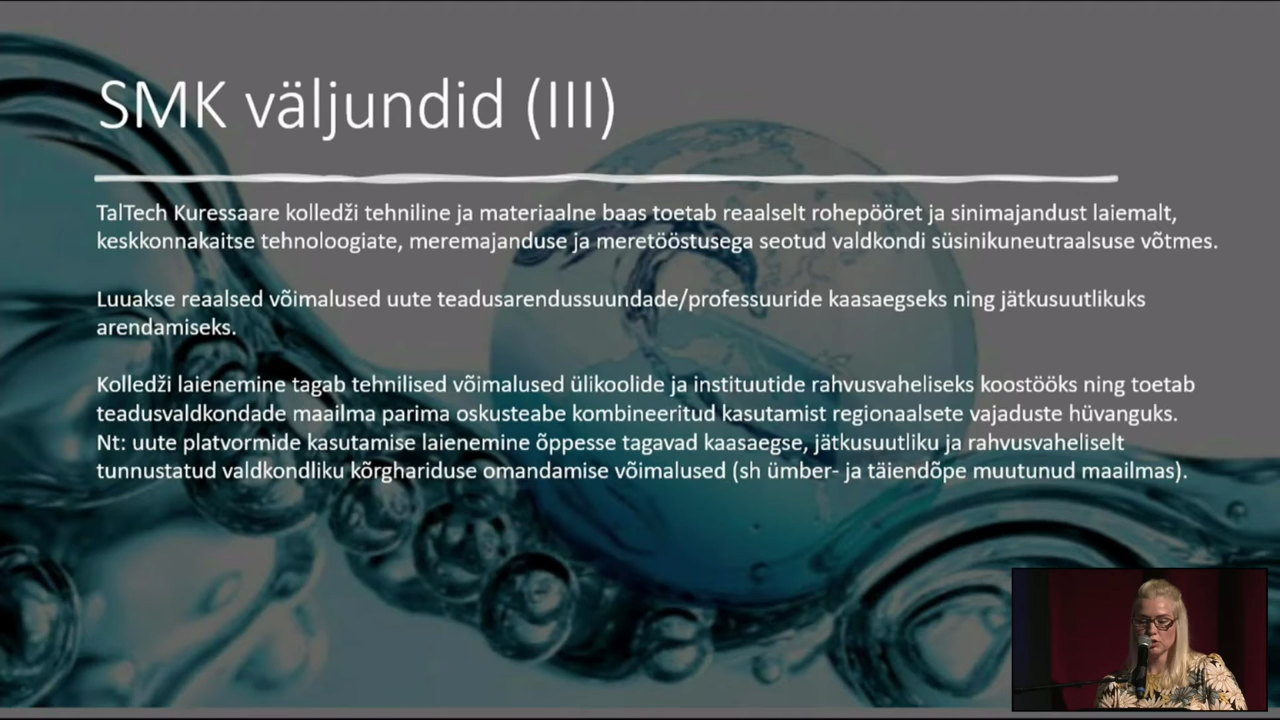 SMK väljundid (III)
TalTech Kuressaare kolledži tehniline ja materiaalne baas toetab reaalselt rohepööret ja sinimajandust laiemalt,
keskkonnakaitse tehnoloogiate, meremajanduse ja meretööstusega seotud valdkondi süsinikuneutraalsuse võtmes.
Luuakse reaalsed võimalused uute teadusarendussuundade/professuuride kaasaegseks ning jätkusuutlikuks
arendamiseks.
Kolledži laienemine tagab tehnilised võimalused ülikoolide ja instituutide rahvusvaheliseks koostööks ning toetab
teadusvaldkondade maailma parima oskusteabe kombineeritud kasutamist regionaalsete vajaduste hüvanguks.
Nt: uute platvormide kasutamise laienemine õppesse tagavad kaasaegse, jätkusuutliku ja rahvusvaheliselt
tunnustatud valdkondliku kõrghariduse omandamise võimalused (sh ümber- ja täiendõpe muutunud maailmas).